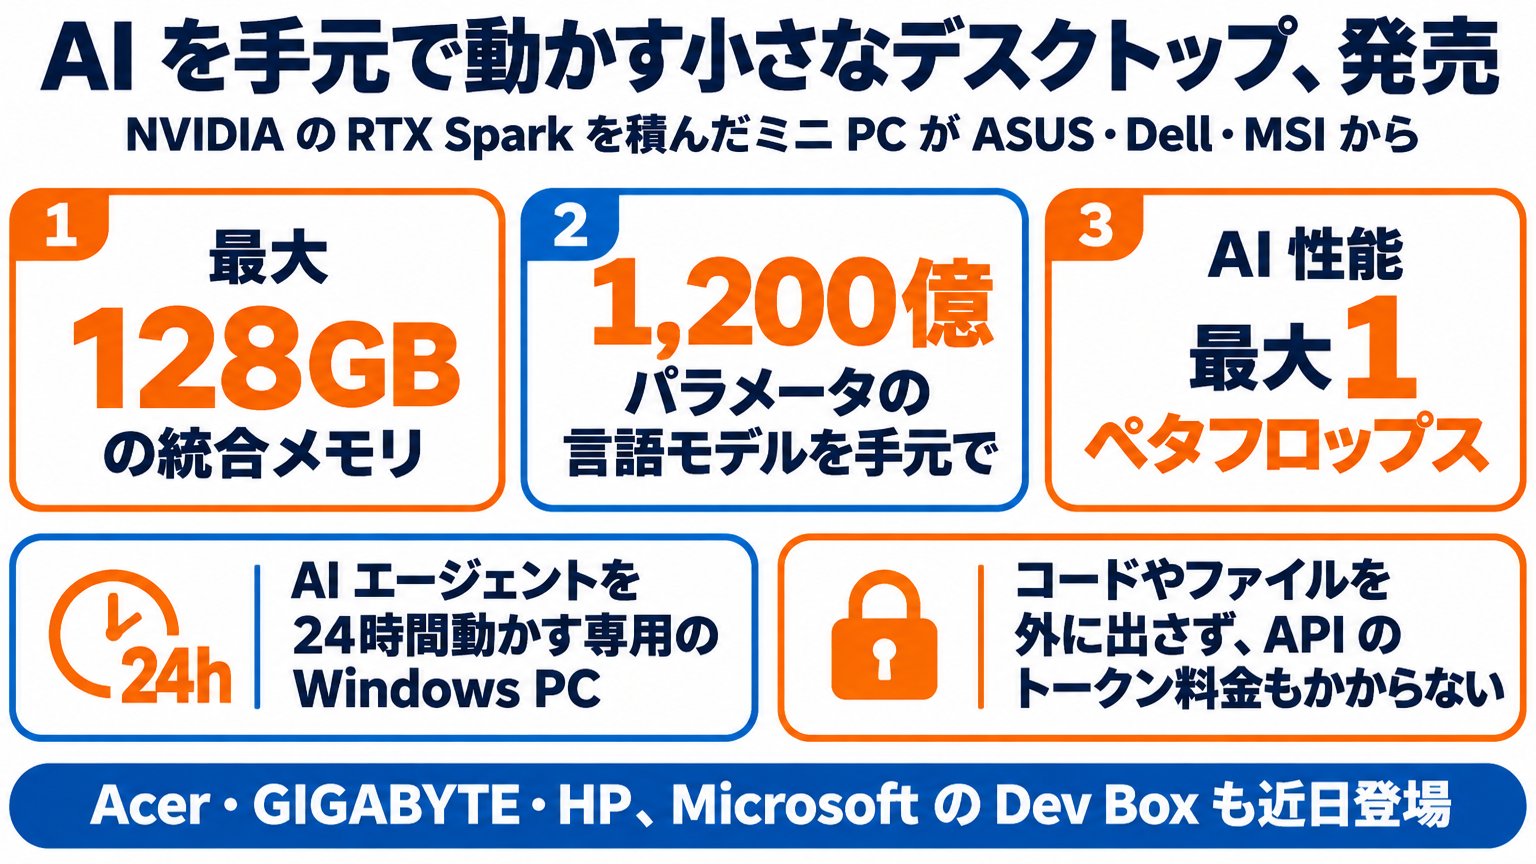 AI を手元で動かす小さなデスクトップ、発売
NVIDIA の RTX Spark を積んだミニ PC が ASUS・Dell・MSI から
1
最大
128GB
の統合メモリ
2
1,200億
パラメータの
言語モデルを手元で
3
AI 性能
最大1
ペタフロップス
24h
AI エージェントを
24時間動かす専用の
Windows PC
コードやファイルを
外に出さず、API の
トークン料金もかからない
Acer・GIGABYTE・HP、Microsoft の Dev Box も近日登場